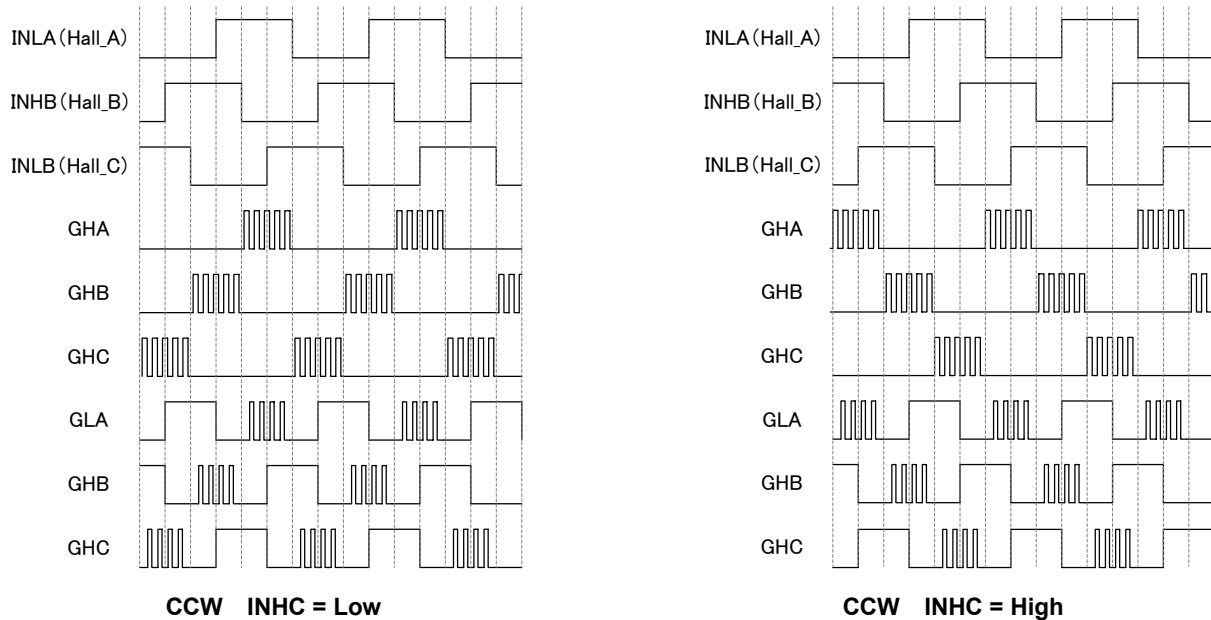 INLA(Hall_A)
INHB(Hall_B)
INLB(Hall_C)
GHA
GHB
GHC
GLA
GHB
GHC
CCW INHC = Low
INLA(Hall_A)
INHB(Hall_B)
INLB(Hall_C)
GHA
GHB
GHC
GLA
GHB
GHC
CCW INHC = High